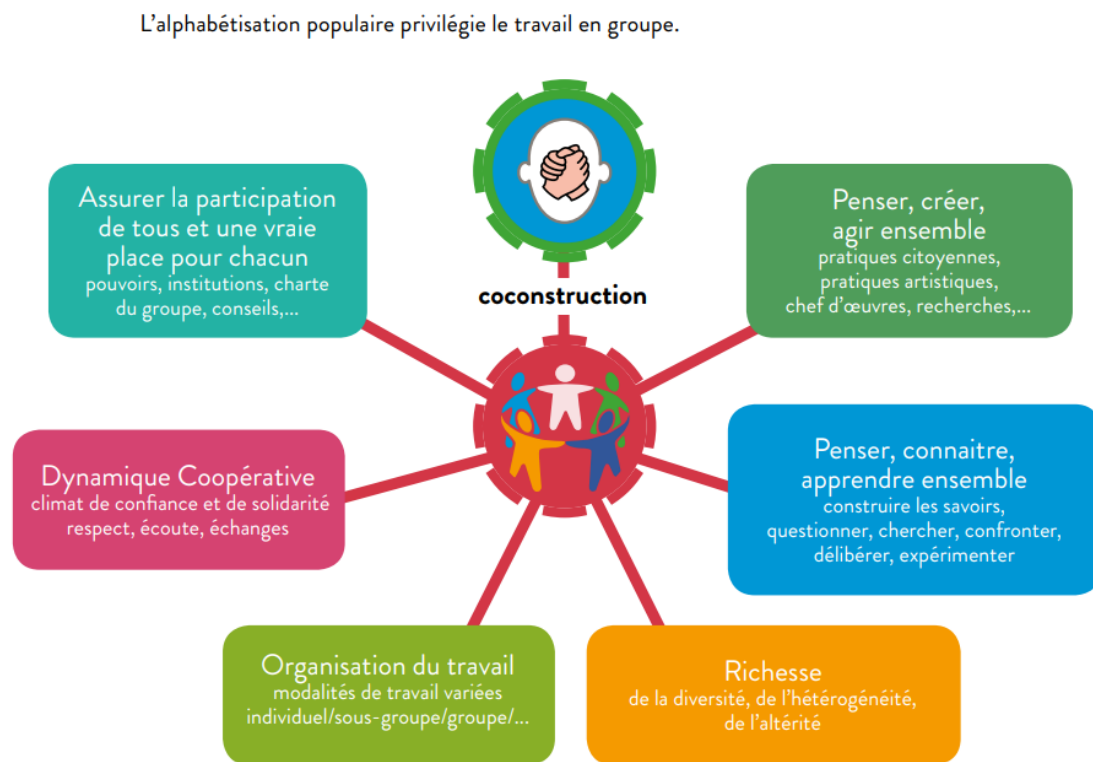 L'alphabétisation populaire privilégie le travail en groupe.
Assurer la participation
de tous et une vraie
place pour chacun
pouvoirs, institutions, charte
du groupe, conseils,...
Penser, créer,
agir ensemble
pratiques citoyennes,
pratiques artistiques,
chef d'œuvres, recherches,...
coconstruction
Dynamique Coopérative
climat de confiance et de solidarité
respect, écoute, échanges
Penser, connaitre,
apprendre ensemble
construire les savoirs,
questionner, chercher, confronter,
délibérer, expérimenter
Organisation du travail
modalités de travail variées
individuel/sous-groupe/groupe/...
Richesse
de la diversité, de l'hétérogénéité,
de l'altérité